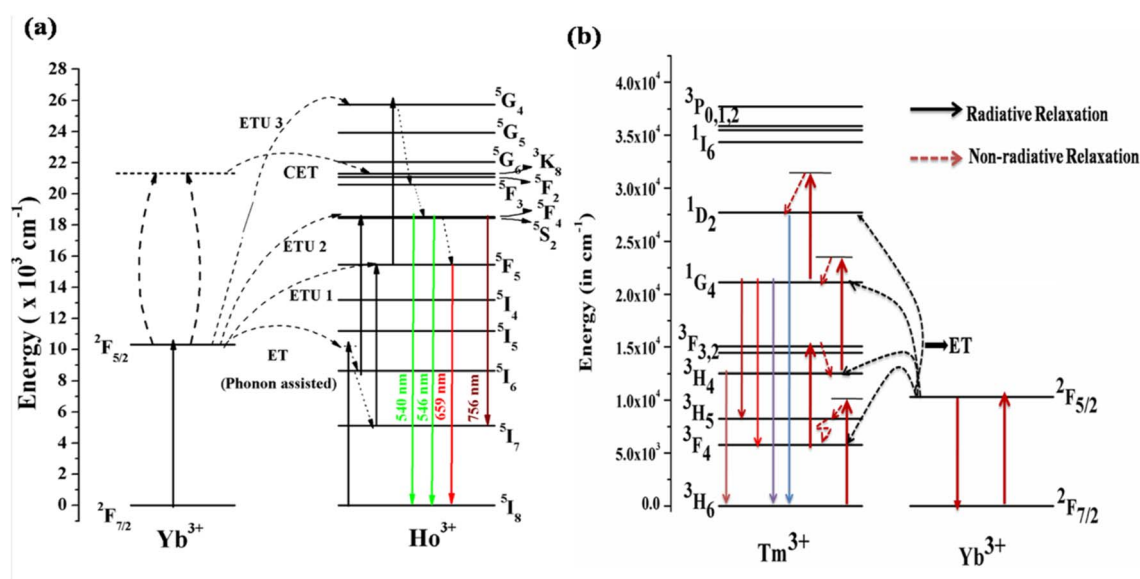 (a)
Energy ( x 10³ cm⁻¹)
28
26
24
22
20
18
16
14
12
10
8
6
4
2
0
²F5/2
²F7/2
Yb³⁺
ETU 3
CET
ETU 2
ETU 1
ET
(Phonon assisted)
540 nm
546 nm
659 nm
756 nm
⁵G4
⁵G5
⁵G6
³K8
⁵F2
⁵F3
⁵F4
⁵S2
⁵F5
⁵I4
⁵I5
⁵I6
⁵I7
⁵I8
Ho³⁺
(b)
Energy (in cm⁻¹)
4.0x10⁴
3.5x10⁴
3.0x10⁴
2.5x10⁴
2.0x10⁴
1.5x10⁴
1.0x10⁴
5.0x10³
0.0
³P0,1,2
¹I6
¹D2
¹G4
³F3,2
³H4
³H5
³F4
³H6
Tm³⁺
Radiative Relaxation
Non-radiative Relaxation
ET
²F5/2
²F7/2
Yb³⁺